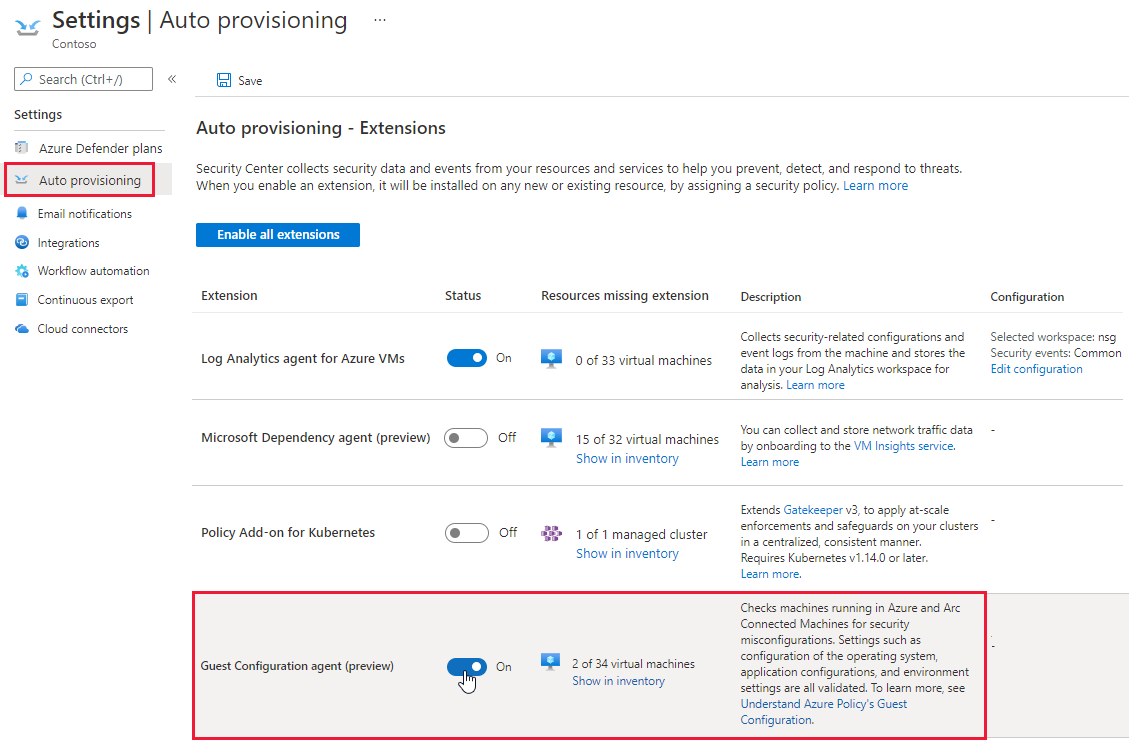 Settings | Auto provisioning ...
Contoso
Search (Ctrl+/) «
Save
Settings
Azure Defender plans
Auto provisioning
Email notifications
Integrations
Workflow automation
Continuous export
Cloud connectors
Auto provisioning - Extensions
Security Center collects security data and events from your resources and services to help you prevent, detect, and respond to threats.
When you enable an extension, it will be installed on any new or existing resource, by assigning a security policy. Learn more
Enable all extensions
Extension Status Resources missing extension Description Configuration
Log Analytics agent for Azure VMs
On
0 of 33 virtual machines
Collects security-related configurations and
event logs from the machine and stores the
data in your Log Analytics workspace for
analysis. Learn more
Selected workspace: nsg
Security events: Common
Edit configuration
Microsoft Dependency agent (preview)
Off
15 of 32 virtual machines
Show in inventory
You can collect and store network traffic data
by onboarding to the VM Insights service.
Learn more
-
Policy Add-on for Kubernetes
Off
1 of 1 managed cluster
Show in inventory
Extends Gatekeeper v3, to apply at-scale
enforcements and safeguards on your clusters
in a centralized, consistent manner.
Requires Kubernetes v1.14.0 or later.
Learn more.
-
Guest Configuration agent (preview)
On
2 of 34 virtual machines
Show in inventory
Checks machines running in Azure and Arc
Connected Machines for security
misconfigurations. Settings such as
configuration of the operating system,
application configurations, and environment
settings are all validated. To learn more, see
Understand Azure Policy's Guest
Configuration.
-